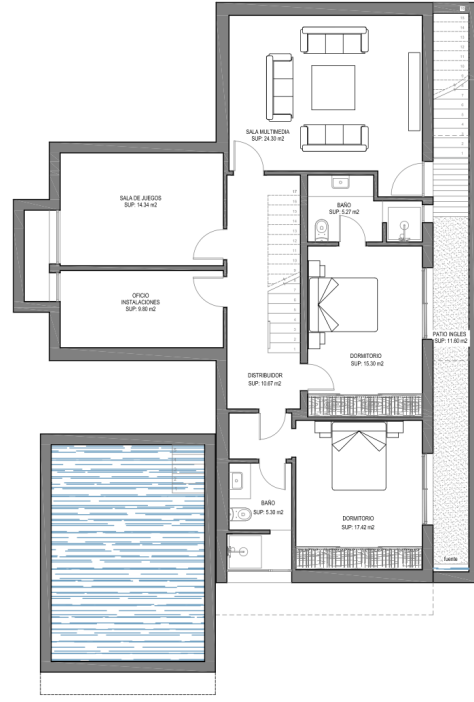 SALA MULTIMEDIA
SUP: 24.30 m2
SALA DE JUEGOS
SUP: 14.34 m2
BAÑO
SUP: 5.27 m2
OFICIO
INSTALACIONES
SUP: 9.80 m2
PATIO INGLES
SUP: 11.60 m2
DORMITORIO
SUP: 15.30 m2
DISTRIBUIDOR
SUP: 10.67 m2
BAÑO
SUP: 5.30 m2
DORMITORIO
SUP: 17.42 m2
fuente